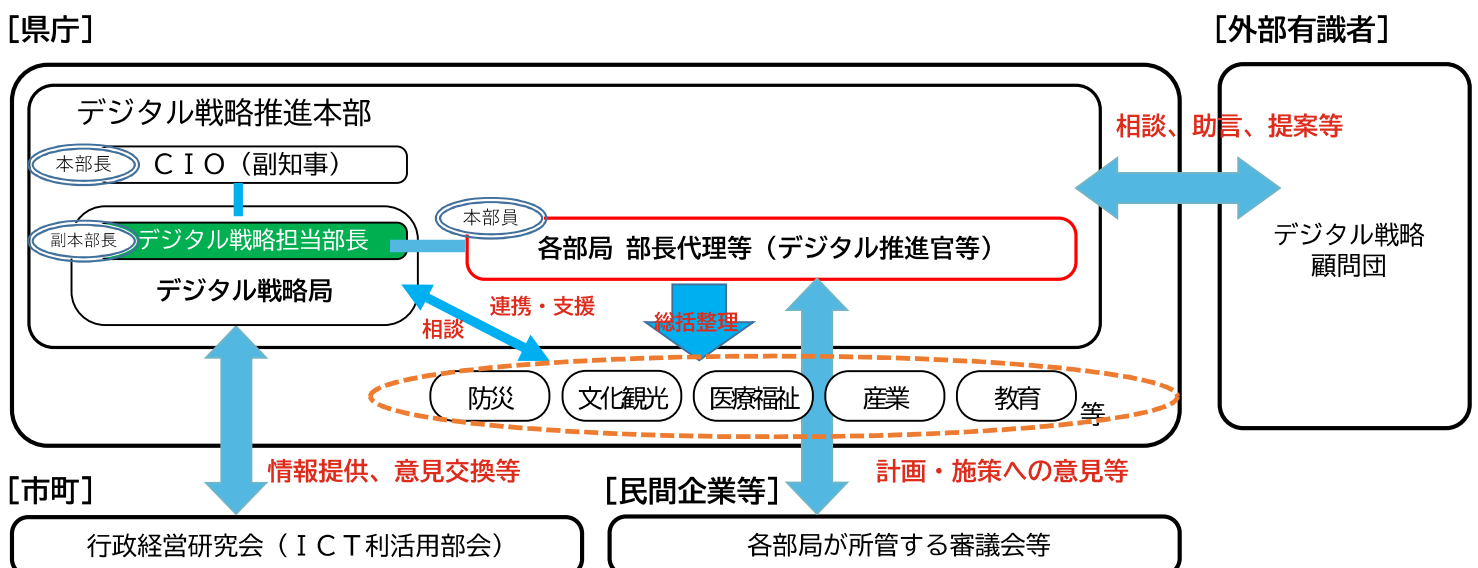 ［県庁］
［外部有識者］
デジタル戦略推進本部
相談、助言、提案等
本部長
ＣＩＯ（副知事）
本部員
副本部長
デジタル戦略担当部長
各部局 部長代理等（デジタル推進官等）
デジタル戦略
顧問団
デジタル戦略局
連携・支援
相談
総括整理
防災
文化観光
医療福祉
産業
教育
等
情報提供、意見交換等
計画・施策への意見等
［市町］
［民間企業等］
行政経営研究会（ＩＣＴ利活用部会）
各部局が所管する審議会等